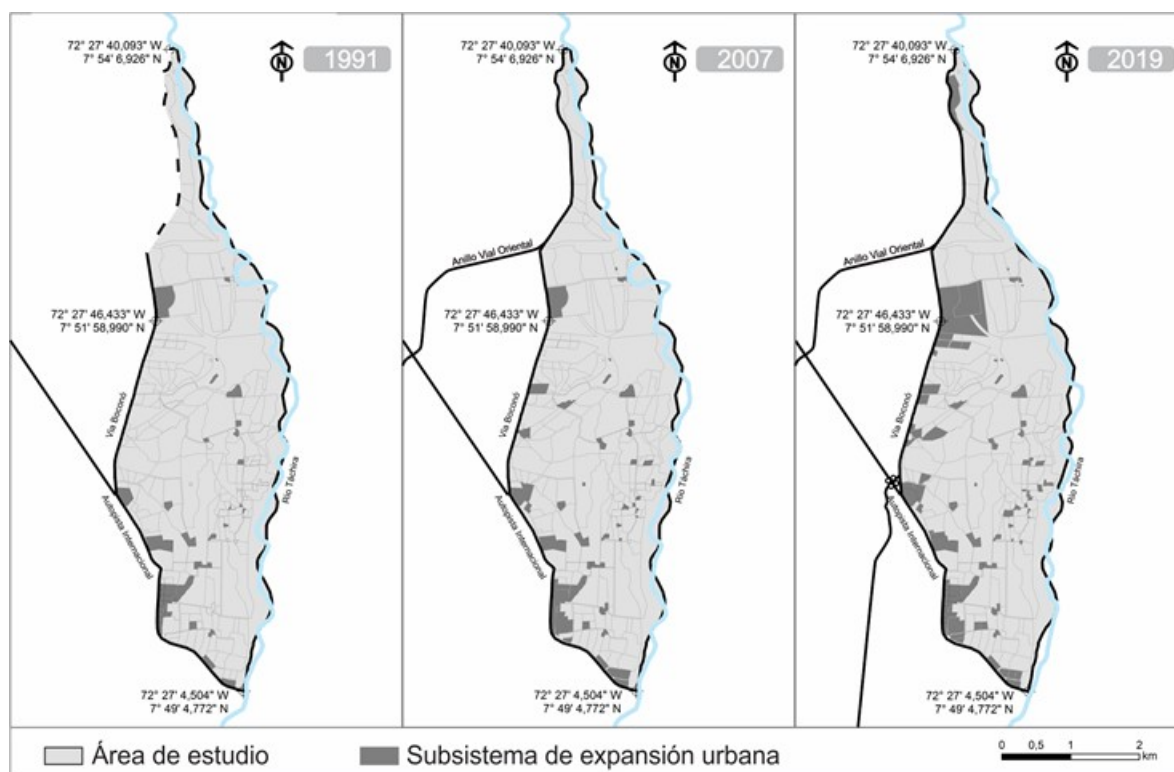 72° 27' 40,093" W
7° 54' 6,926" N
N
1991
72° 27' 46,433" W
7° 51' 58,990" N
Vía Boconó
Autopista Internacional
Río Táchira
72° 27' 4,504" W
7° 49' 4,772" N
72° 27' 40,093" W
7° 54' 6,926" N
N
2007
Anillo Vial Oriental
72° 27' 46,433" W
7° 51' 58,990" N
Vía Boconó
Autopista Internacional
Río Táchira
72° 27' 4,504" W
7° 49' 4,772" N
72° 27' 40,093" W
7° 54' 6,926" N
N
2019
Anillo Vial Oriental
72° 27' 46,433" W
7° 51' 58,990" N
Vía Boconó
Autopista Internacional
Río Táchira
72° 27' 4,504" W
7° 49' 4,772" N
Área de estudio
Subsistema de expansión urbana
0 0,5 1 2
km